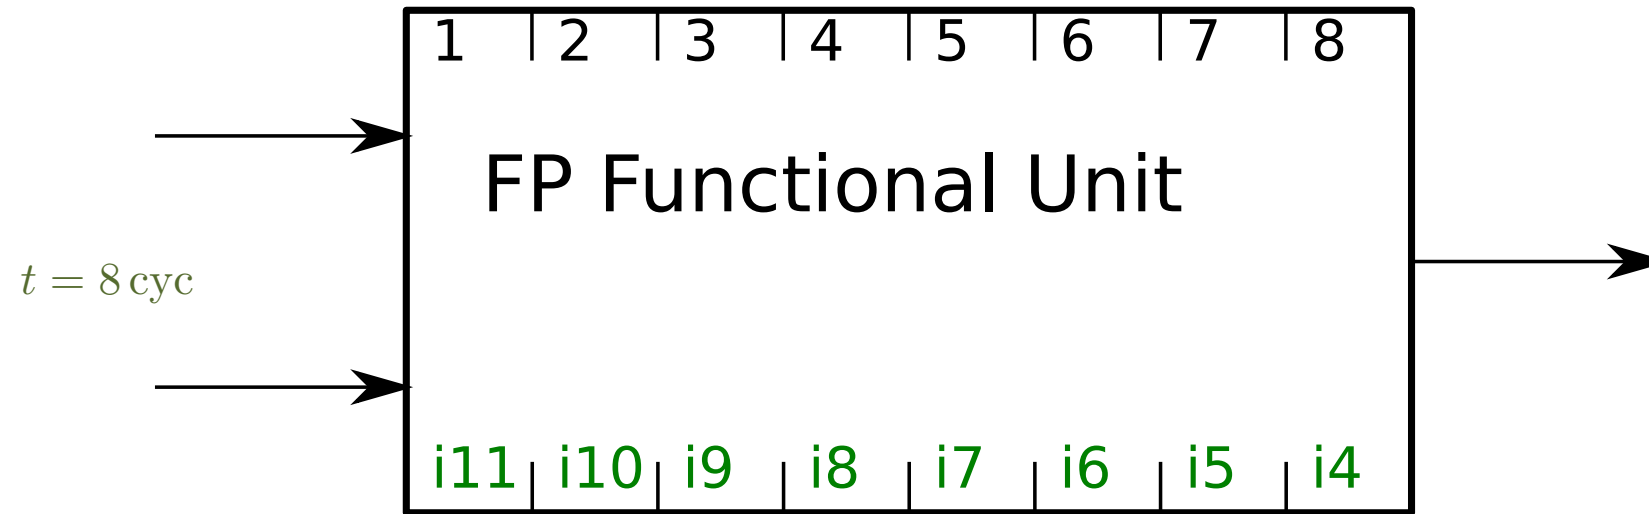 1 2 3 4 5 6 7 8
FP Functional Unit
t = 8 cyc
i11 i10 i9 i8 i7 i6 i5 i4